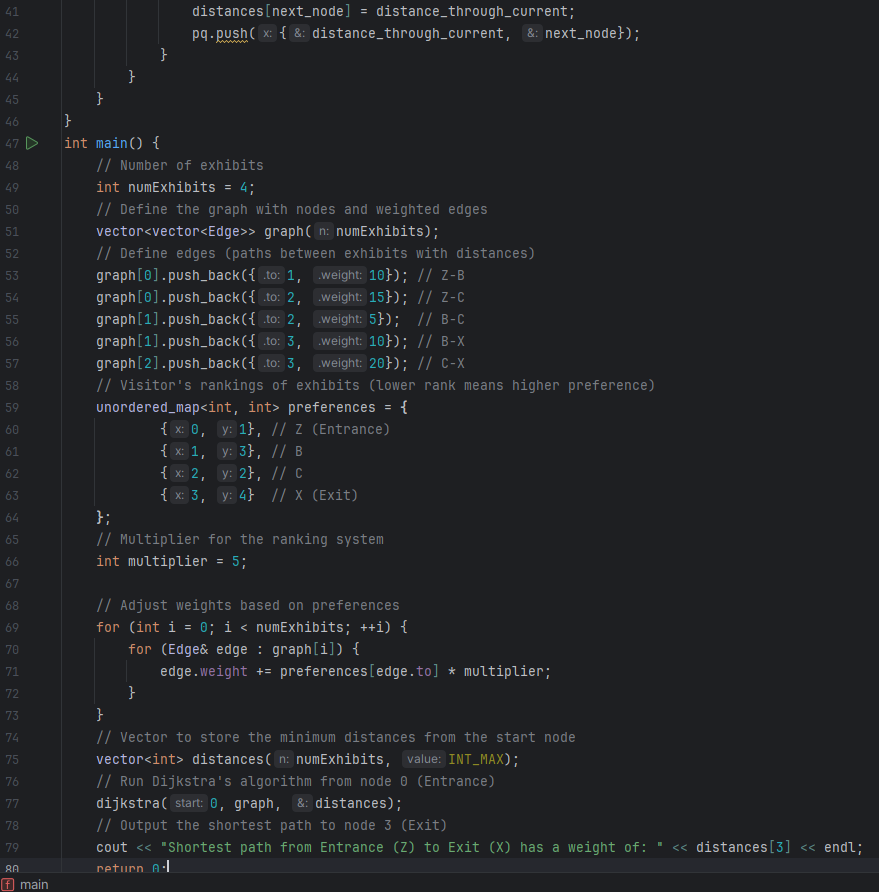 41 distances[next_node] = distance_through_current;
42 pq.push( x: { &: distance_through_current, &: next_node});
43 }
44 }
45 }
46 }
47 int main() {
48 // Number of exhibits
49 int numExhibits = 4;
50 // Define the graph with nodes and weighted edges
51 vector<vector<Edge>> graph( n: numExhibits);
52 // Define edges (paths between exhibits with distances)
53 graph[0].push_back({ .to: 1, .weight: 10}); // Z-B
54 graph[0].push_back({ .to: 2, .weight: 15}); // Z-C
55 graph[1].push_back({ .to: 2, .weight: 5}); // B-C
56 graph[1].push_back({ .to: 3, .weight: 10}); // B-X
57 graph[2].push_back({ .to: 3, .weight: 20}); // C-X
58 // Visitor's rankings of exhibits (lower rank means higher preference)
59 unordered_map<int, int> preferences = {
60 { x: 0, y: 1}, // Z (Entrance)
61 { x: 1, y: 3}, // B
62 { x: 2, y: 2}, // C
63 { x: 3, y: 4} // X (Exit)
64 };
65 // Multiplier for the ranking system
66 int multiplier = 5;
67
68 // Adjust weights based on preferences
69 for (int i = 0; i < numExhibits; ++i) {
70 for (Edge& edge : graph[i]) {
71 edge.weight += preferences[edge.to] * multiplier;
72 }
73 }
74 // Vector to store the minimum distances from the start node
75 vector<int> distances( n: numExhibits, value: INT_MAX);
76 // Run Dijkstra's algorithm from node 0 (Entrance)
77 dijkstra( start: 0, graph, &: distances);
78 // Output the shortest path to node 3 (Exit)
79 cout << "Shortest path from Entrance (Z) to Exit (X) has a weight of: " << distances[3] << endl;
80 return 0;
f main